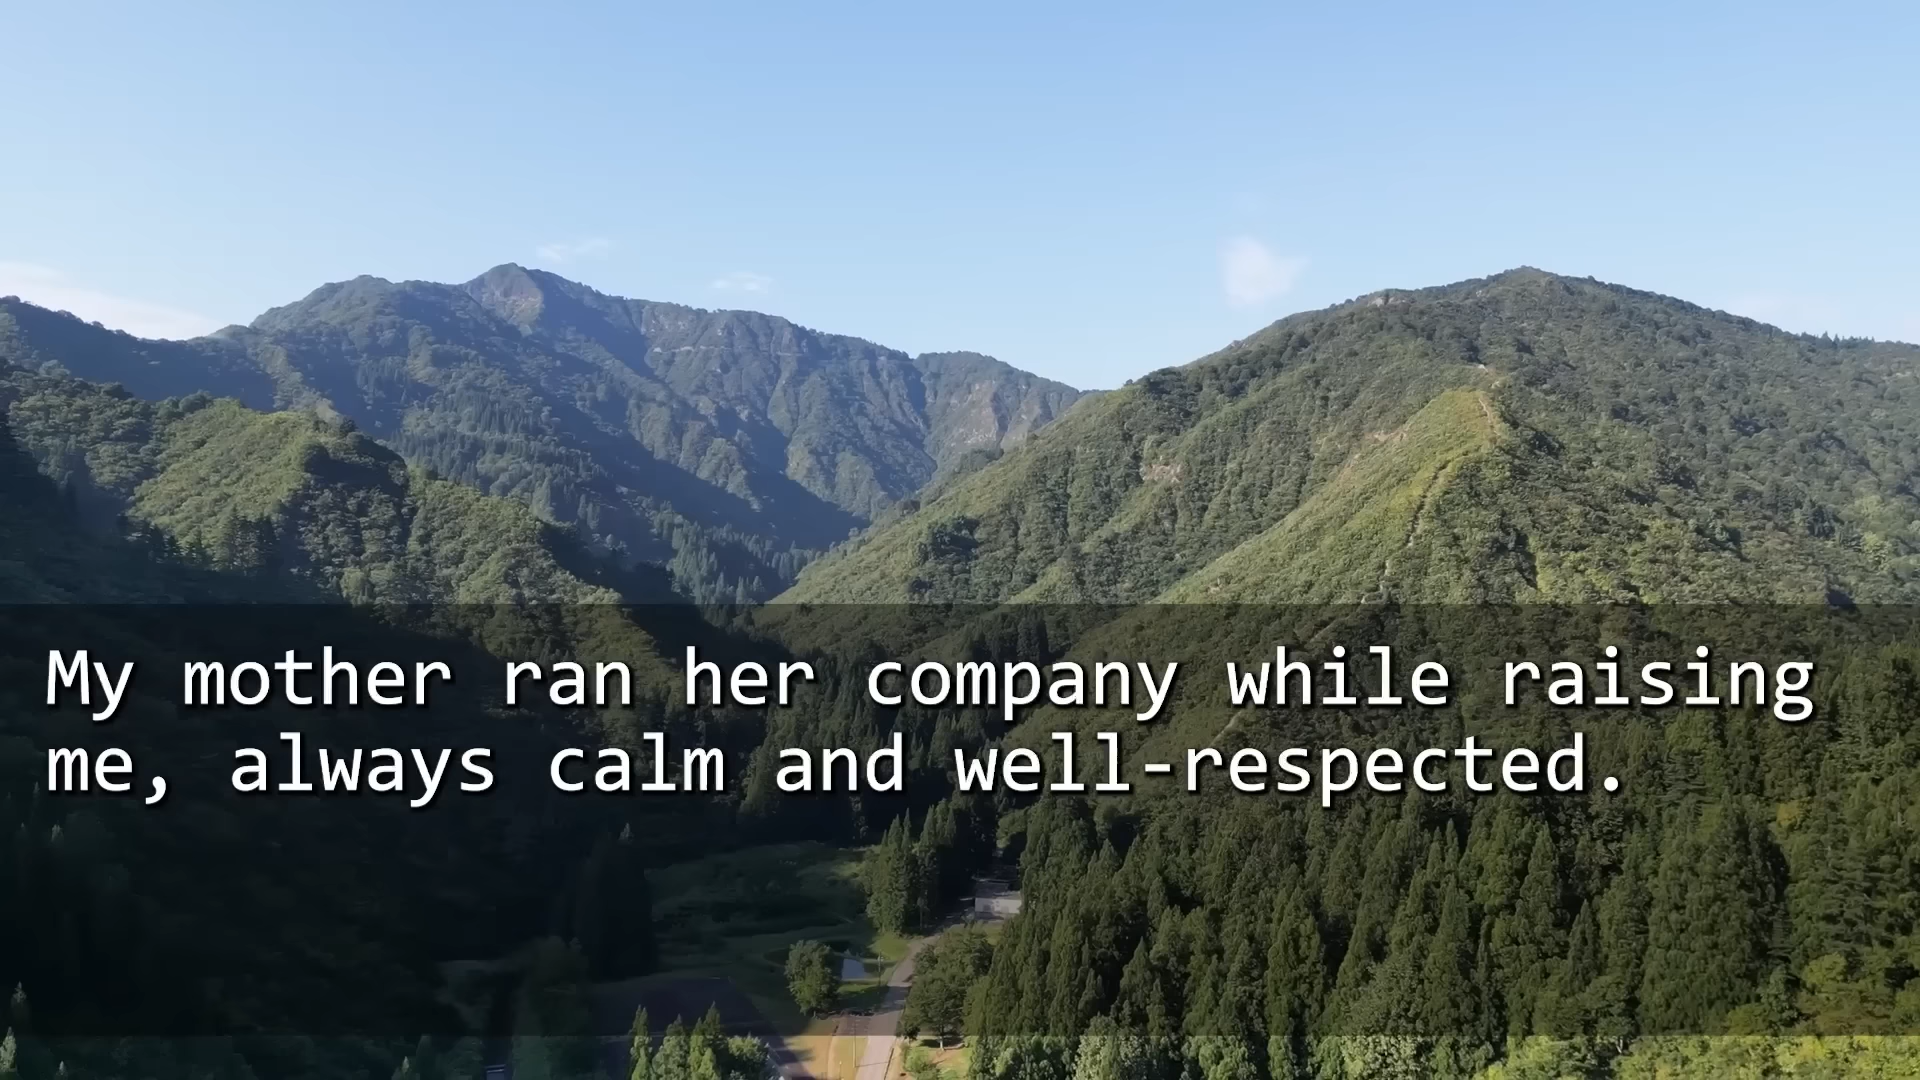 My mother ran her company while raising
me, always calm and well-respected.